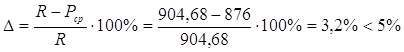 Δ = (R − P_ср)/R · 100% = (904,68 − 876)/904,68 · 100% = 3,2% < 5%